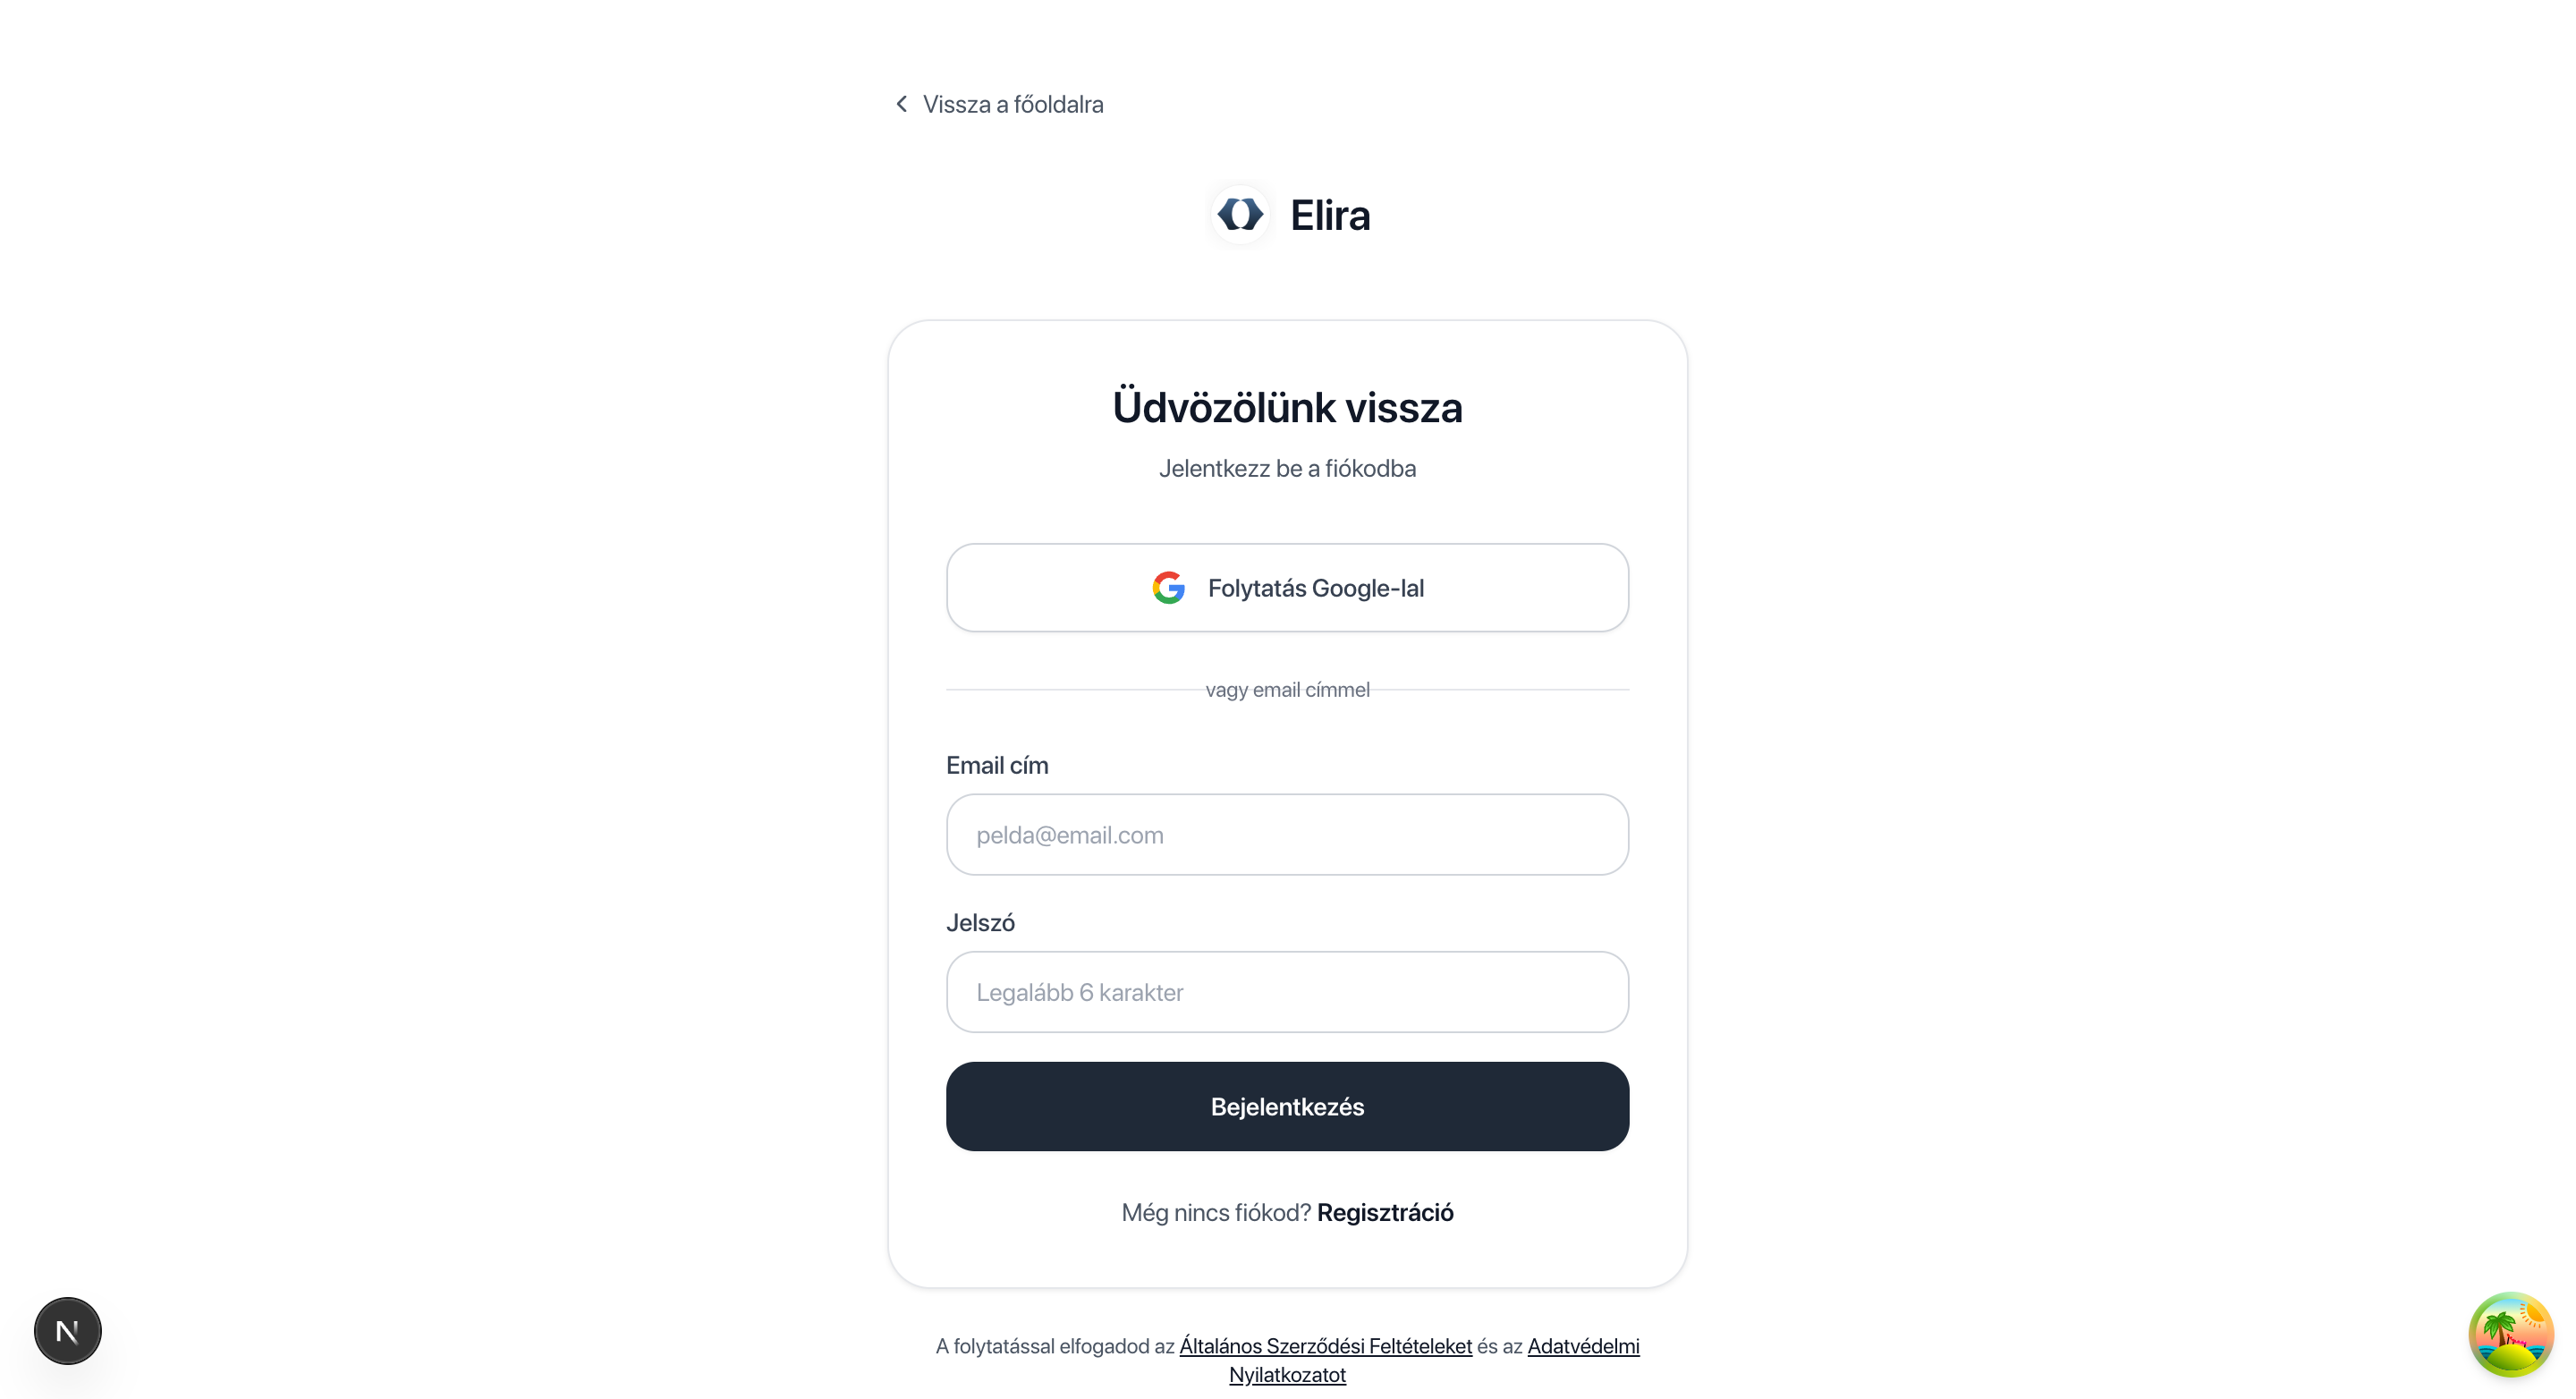 Vissza a főoldalra
Elira
Üdvözölünk vissza
Jelentkezz be a fiókodba
Folytatás Google-lal
vagy email címmel
Email cím
pelda@email.com
Jelszó
Legalább 6 karakter
Bejelentkezés
Még nincs fiókod? Regisztráció
A folytatással elfogadod az Általános Szerződési Feltételeket és az Adatvédelmi
Nyilatkozatot
N